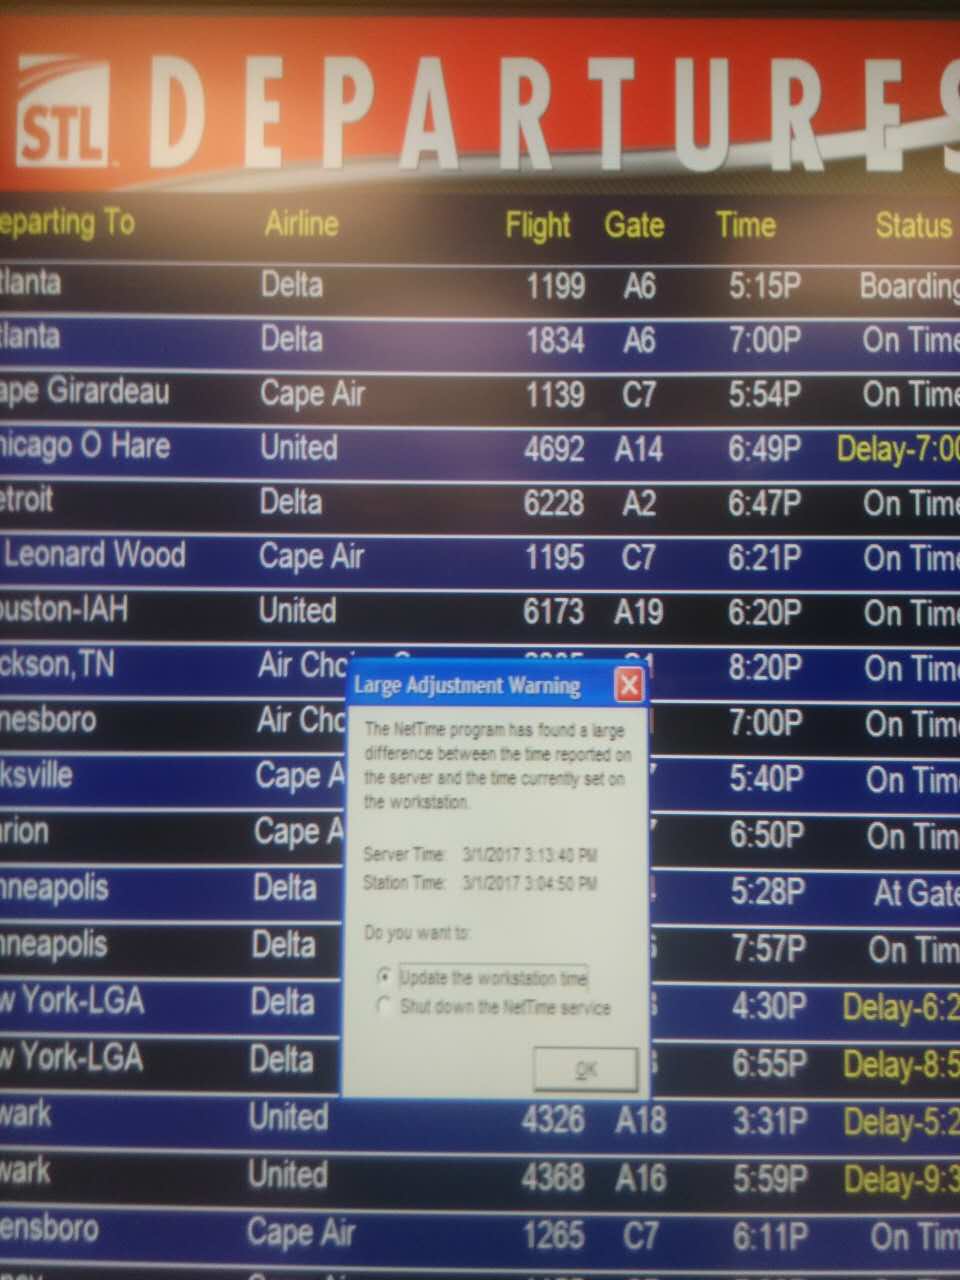 STL DEPARTURES
eparting To Airline Flight Gate Time Status
tlanta Delta 1199 A6 5:15P Boarding
tlanta Delta 1834 A6 7:00P On Time
ape Girardeau Cape Air 1139 C7 5:54P On Time
hicago O Hare United 4692 A14 6:49P Delay-7:00
etroit Delta 6228 A2 6:47P On Time
Leonard Wood Cape Air 1195 C7 6:21P On Time
ouston-IAH United 6173 A19 6:20P On Time
ckson,TN Air Cho 8:20P On Time
nesboro Air Cho 7:00P On Time
ksville Cape A 5:40P On Time
arion Cape A 6:50P On Time
nneapolis Delta 5:28P At Gate
nneapolis Delta 7:57P On Time
w York-LGA Delta 4:30P Delay-6:2
w York-LGA Delta 6:55P Delay-8:5
wark United 4326 A18 3:31P Delay-5:2
wark United 4368 A16 5:59P Delay-9:3
ensboro Cape Air 1265 C7 6:11P On Tim
Large Adjustment Warning
The NetTime program has found a large
difference between the time reported on
the server and the time currently set on
the workstation.
Server Time: 3/1/2017 3:13:40 PM
Station Time: 3/1/2017 3:04:50 PM
Do you want to:
Update the workstation time
Shut down the NetTime service
OK